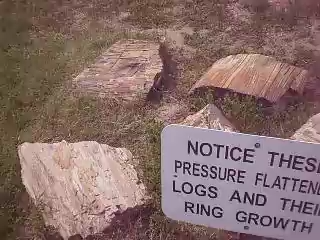 NOTICE THESE
PRESSURE FLATTENED
LOGS AND THEIR
RING GROWTH